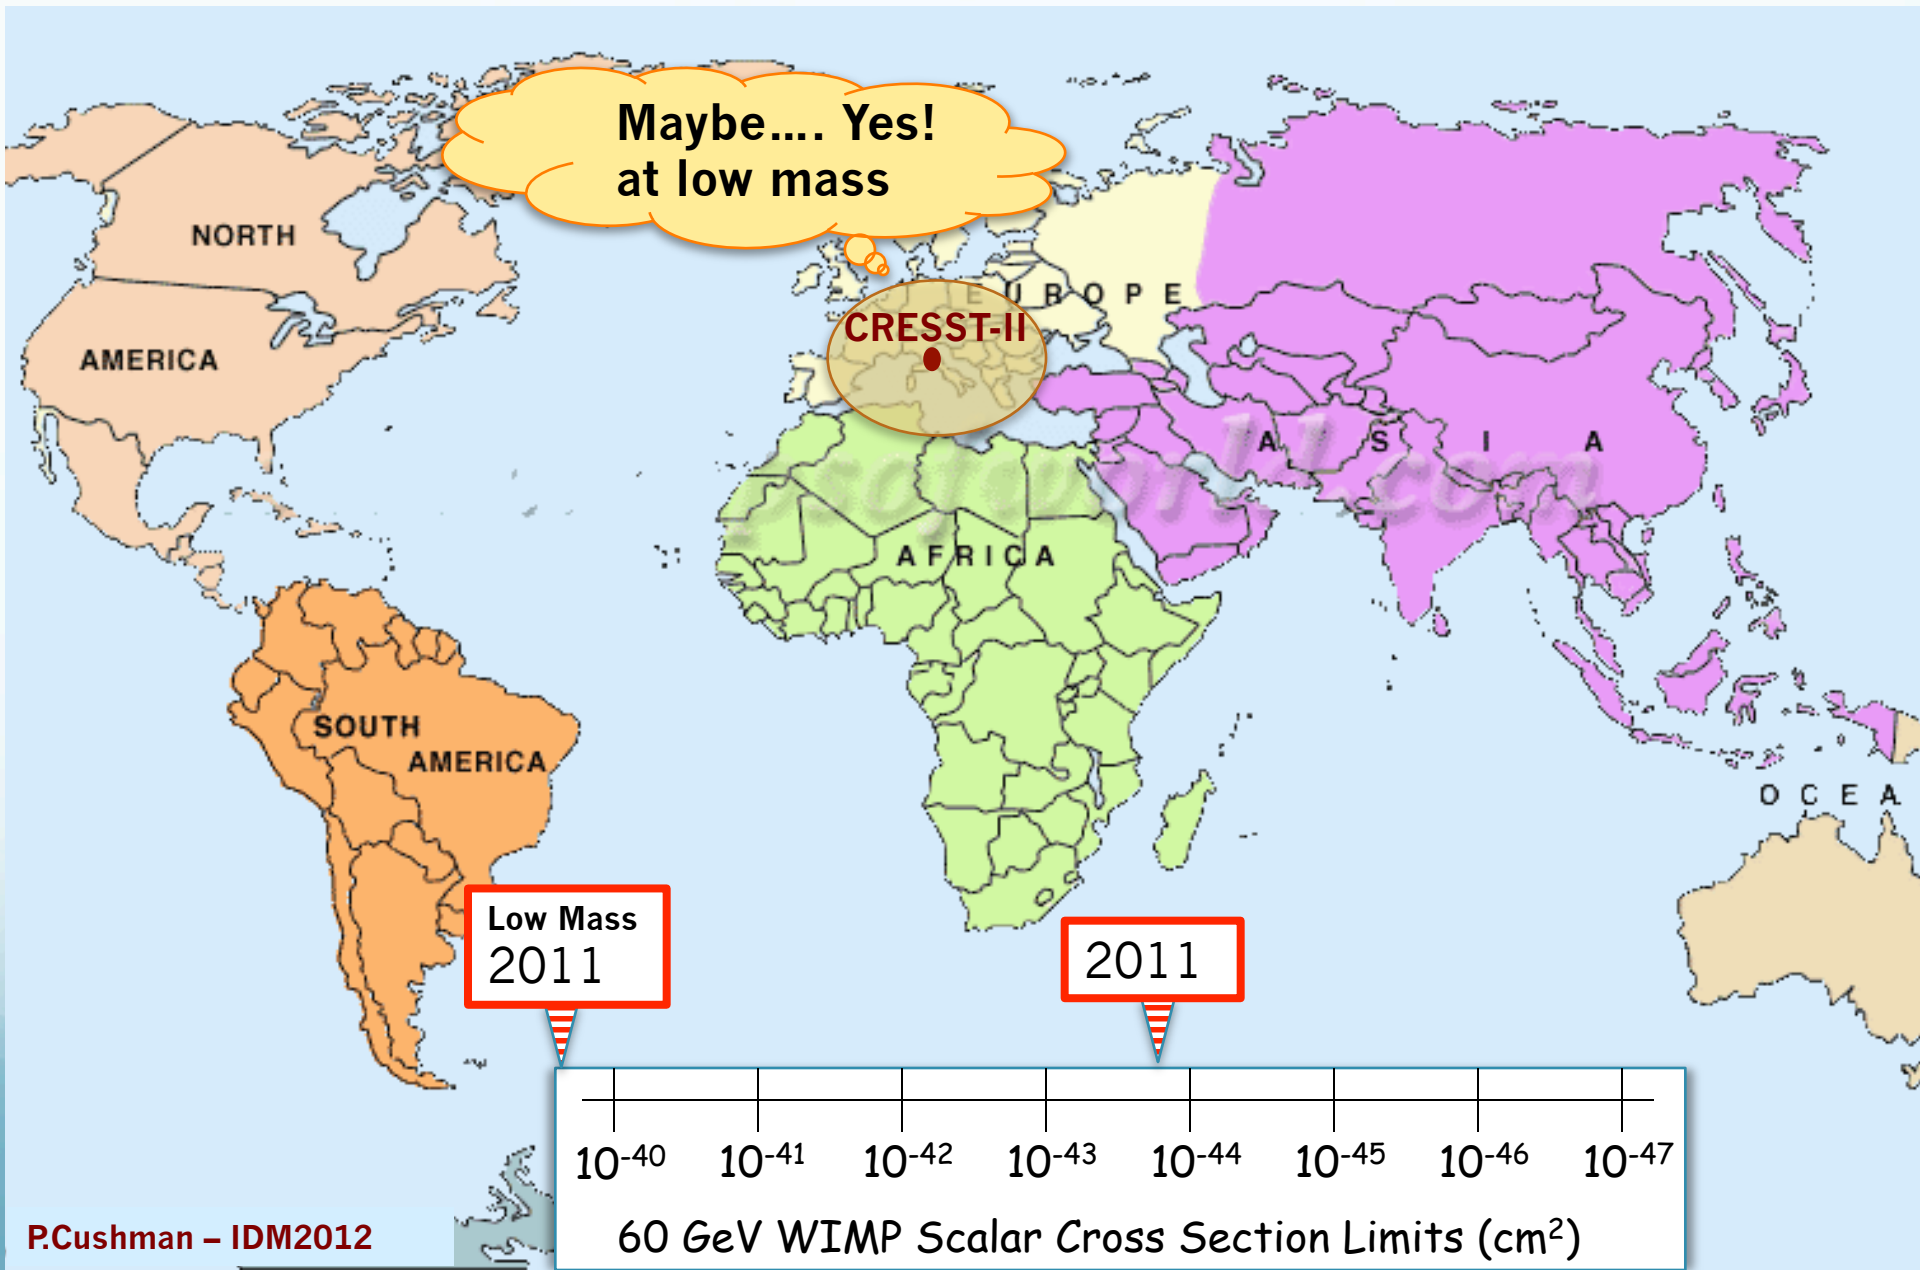 Maybe.... Yes!
at low mass
NORTH
AMERICA
EUROPE
CRESST-II
ASIA
AFRICA
SOUTH
AMERICA
OCEA
Low Mass
2011
2011
10-40 10-41 10-42 10-43 10-44 10-45 10-46 10-47
60 GeV WIMP Scalar Cross Section Limits (cm2)
P.Cushman – IDM2012